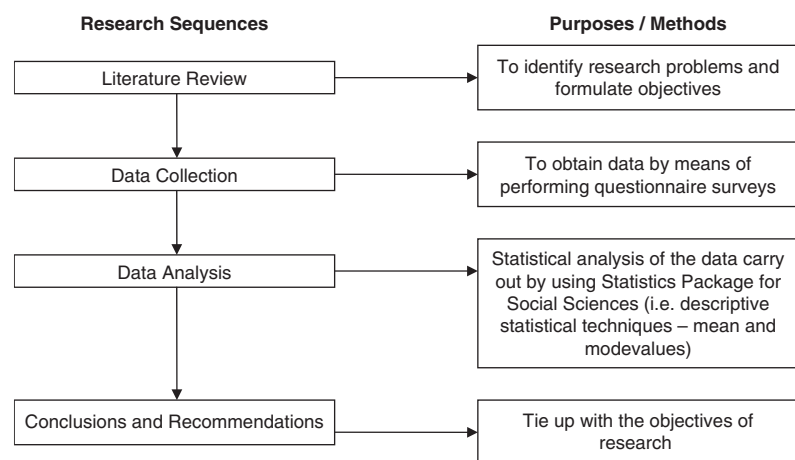 Research Sequences
Purposes / Methods
Literature Review
To identify research problems and
formulate objectives
Data Collection
To obtain data by means of
performing questionnaire surveys
Data Analysis
Statistical analysis of the data carry
out by using Statistics Package for
Social Sciences (i.e. descriptive
statistical techniques – mean and
modevalues)
Conclusions and Recommendations
Tie up with the objectives of
research